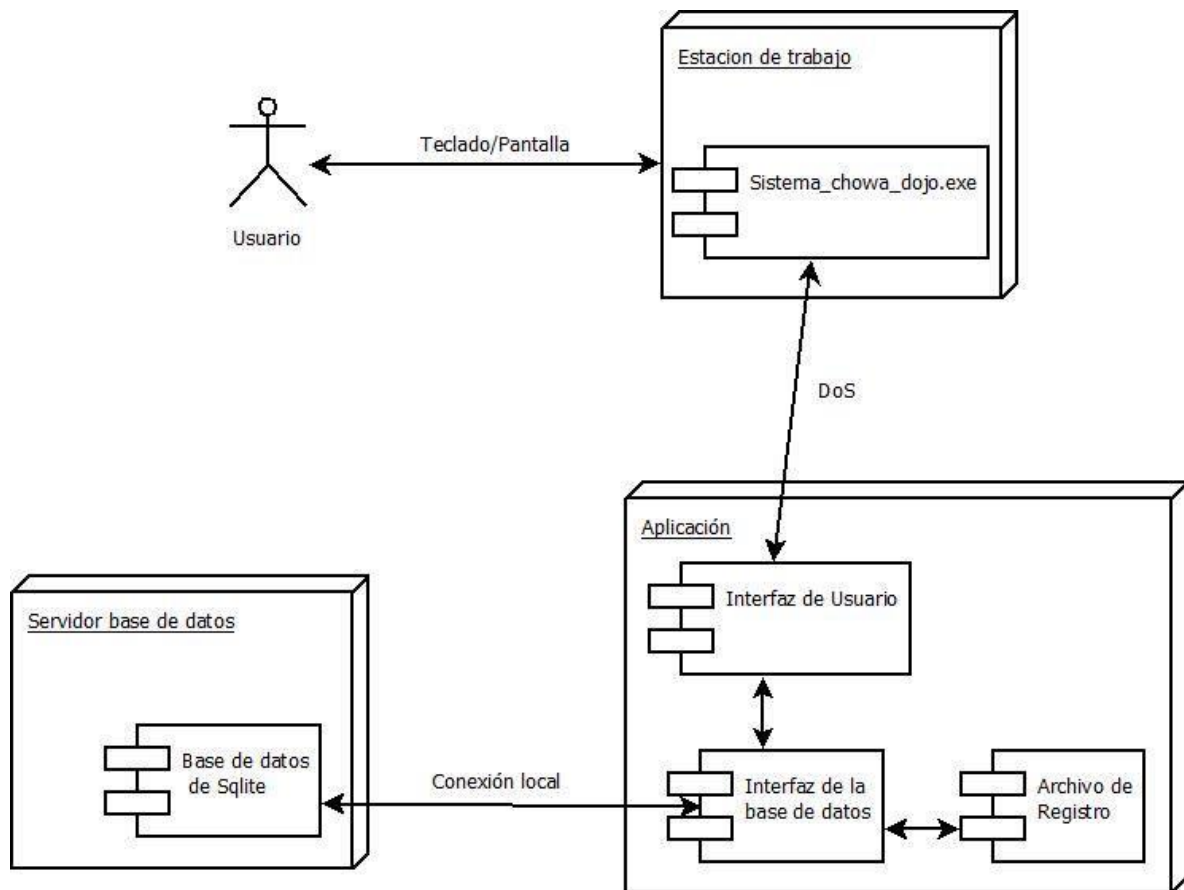 Estacion de trabajo
Teclado/Pantalla
Sistema_chowa_dojo.exe
Usuario
DoS
Aplicación
Interfaz de Usuario
Servidor base de datos
Base de datos
de Sqlite
Conexión local
Interfaz de la
base de datos
Archivo de
Registro